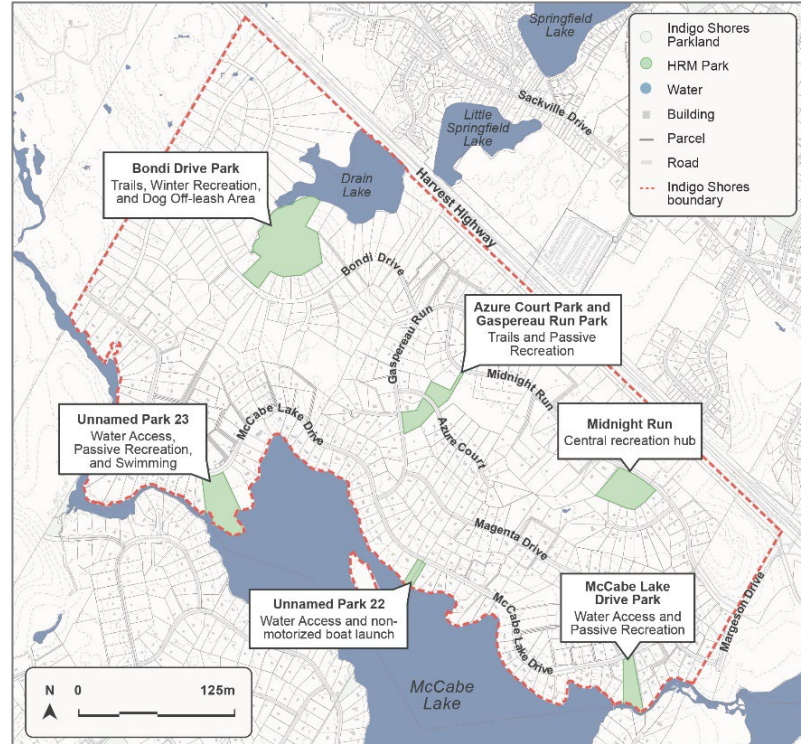 Springfield
Lake
Indigo Shores
Parkland
HRM Park
Water
Building
Parcel
Road
Indigo Shores
boundary
Sackville Drive
Little
Springfield
Lake
Bondi Drive Park
Trails, Winter Recreation,
and Dog Off-leash Area
Drain
Lake
Harvest Highway
Bondi Drive
Azure Court Park and
Gaspereau Run Park
Trails and Passive
Recreation
Gaspereau Run
Midnight Run
Unnamed Park 23
Water Access,
Passive Recreation,
and Swimming
McCabe Lake Drive
Azure Court
Midnight Run
Central recreation hub
Magenta Drive
Unnamed Park 22
Water Access and non-
motorized boat launch
McCabe Lake Drive
McCabe Lake
Drive Park
Water Access and
Passive Recreation
Margeson Drive
McCabe
Lake
N
0
125m